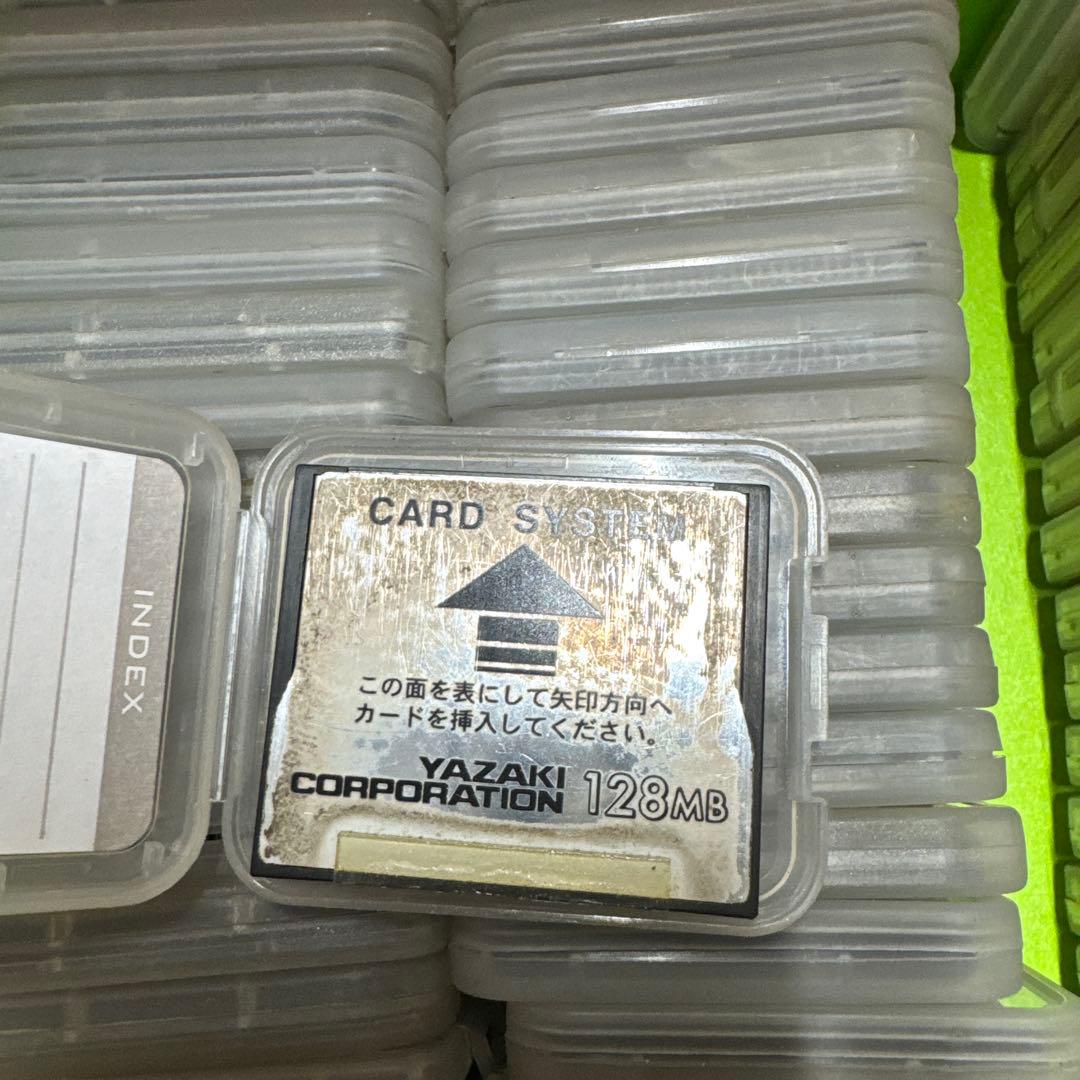 CARD SYSTEM
この面を表にして矢印方向へ
カードを挿入してください。
YAZAKI
CORPORATION 128MB
INDEX